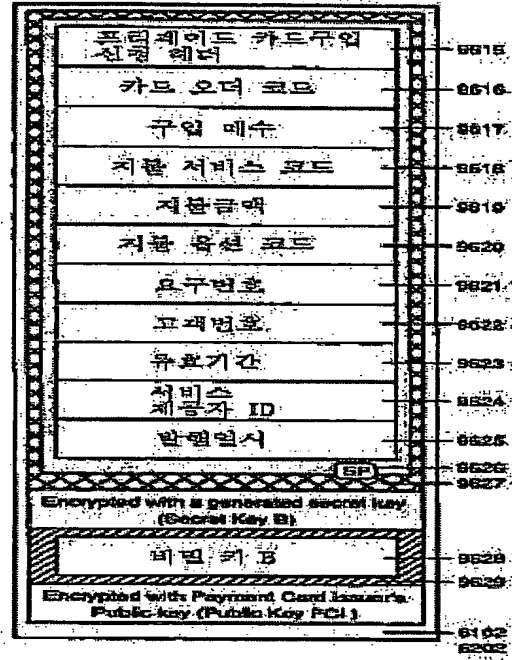 프리페이드 카드구입
신청 헤더
9615
카드 오더 코드
9616
구입 매수
9617
지불 서비스 코드
9618
지불금액
9619
지불 옵션 코드
9620
요구번호
9621
고객번호
9622
유효기간
9623
서비스
제공자 ID
9624
발행일시
9625
SP
9626
9627
Encrypted with a generated secret key
(Secret Key B)
비밀 키 B
9628
9629
Encrypted with Payment Card Issuer's
Public key (Public Key PCI)
6102
6202